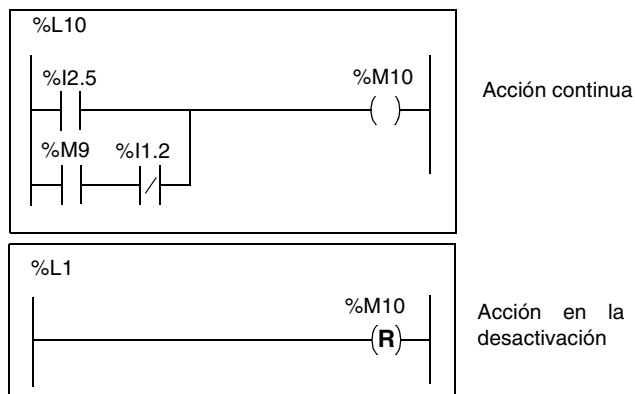 %L10
%I2.5 %M10
Acción continua
%M9 %I1.2
%L1
%M10
R
Acción en la
desactivación